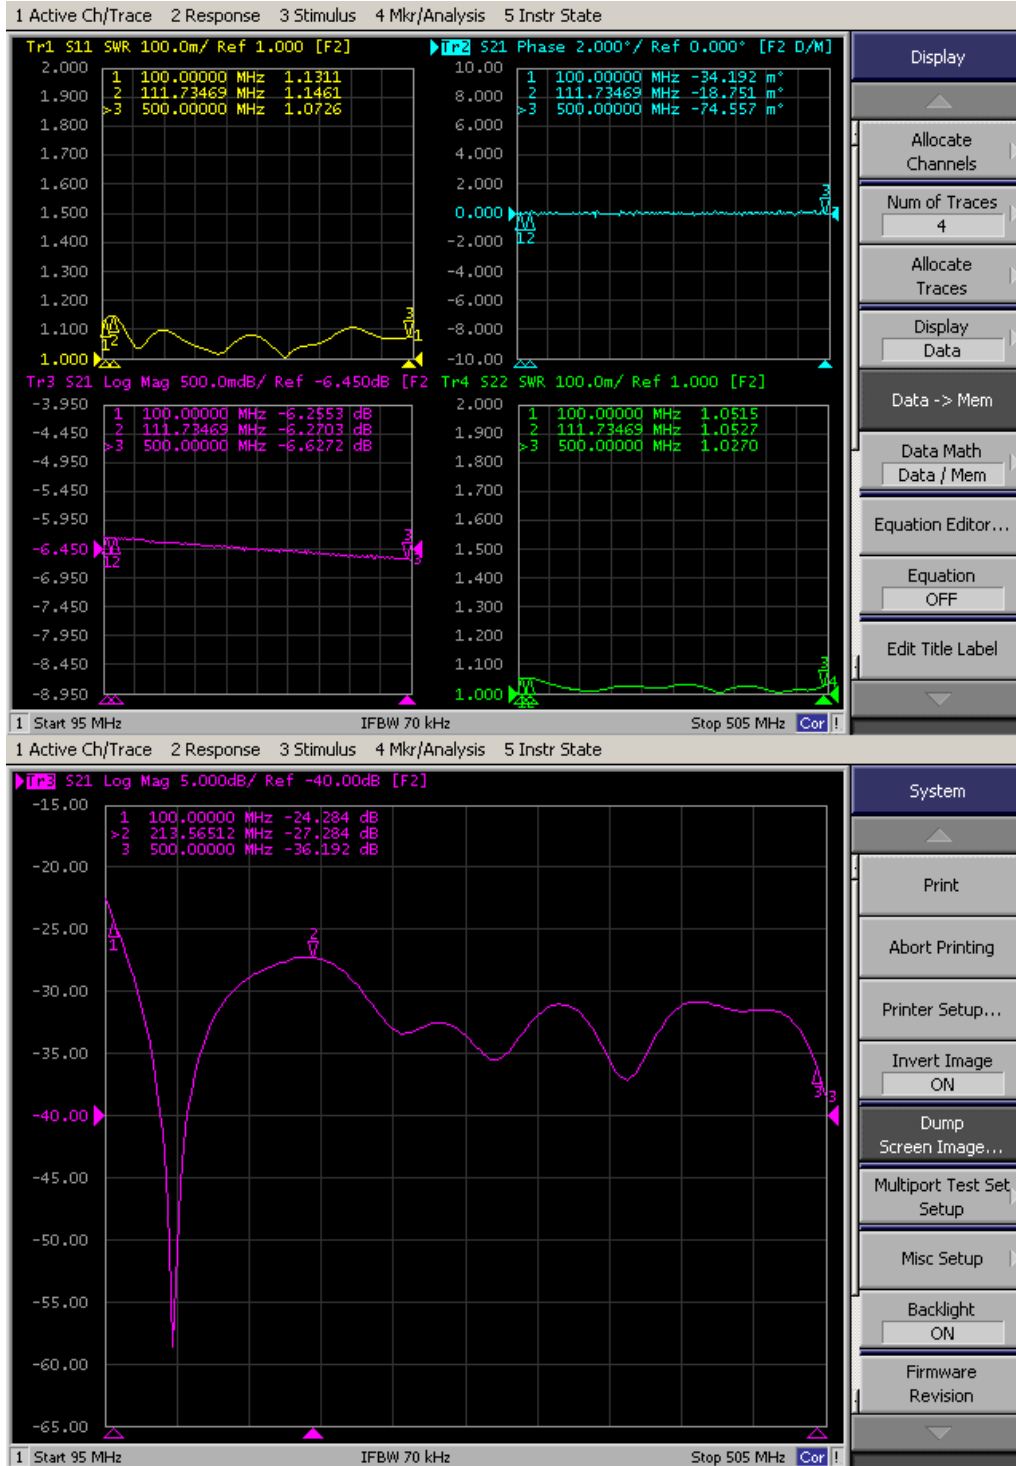 1 Active Ch/Trace 2 Response 3 Stimulus 4 Mkr/Analysis 5 Instr State
Tr1 S11 SWR 100.0m/ Ref 1.000 [F2]
2.000
1.900
1.800
1.700
1.600
1.500
1.400
1.300
1.200
1.100
1.000
1 100.00000 MHz 1.1311
2 111.73469 MHz 1.1461
>3 500.00000 MHz 1.0726
3
1 2
1
Tr2 S21 Phase 2.000°/ Ref 0.000° [F2 D/M]
10.00
8.000
6.000
4.000
2.000
0.000
-2.000
-4.000
-6.000
-8.000
-10.00
1 100.00000 MHz -34.192 m°
2 111.73469 MHz -18.751 m°
>3 500.00000 MHz -74.557 m°
3
12
Tr3 S21 Log Mag 500.0mdB/ Ref -6.450dB [F2
-3.950
-4.450
-4.950
-5.450
-5.950
-6.450
-6.950
-7.450
-7.950
-8.450
-8.950
1 100.00000 MHz -6.2553 dB
2 111.73469 MHz -6.2703 dB
>3 500.00000 MHz -6.6272 dB
3
12
3
Tr4 S22 SWR 100.0m/ Ref 1.000 [F2]
2.000
1.900
1.800
1.700
1.600
1.500
1.400
1.300
1.200
1.100
1.000
1 100.00000 MHz 1.0515
2 111.73469 MHz 1.0527
>3 500.00000 MHz 1.0270
3
12
4
1 Start 95 MHz IFBW 70 kHz Stop 505 MHz Cor !
Display
Allocate
Channels
Num of Traces
4
Allocate
Traces
Display
Data
Data -> Mem
Data Math
Data / Mem
Equation Editor...
Equation
OFF
Edit Title Label
1 Active Ch/Trace 2 Response 3 Stimulus 4 Mkr/Analysis 5 Instr State
Tr3 S21 Log Mag 5.000dB/ Ref -40.00dB [F2]
-15.00
-20.00
-25.00
-30.00
-35.00
-40.00
-45.00
-50.00
-55.00
-60.00
-65.00
1 100.00000 MHz -24.284 dB
>2 213.56512 MHz -27.284 dB
3 500.00000 MHz -36.192 dB
1
2
3
3
1 Start 95 MHz IFBW 70 kHz Stop 505 MHz Cor !
System
Print
Abort Printing
Printer Setup...
Invert Image
ON
Dump
Screen Image...
Multiport Test Set
Setup
Misc Setup
Backlight
ON
Firmware
Revision